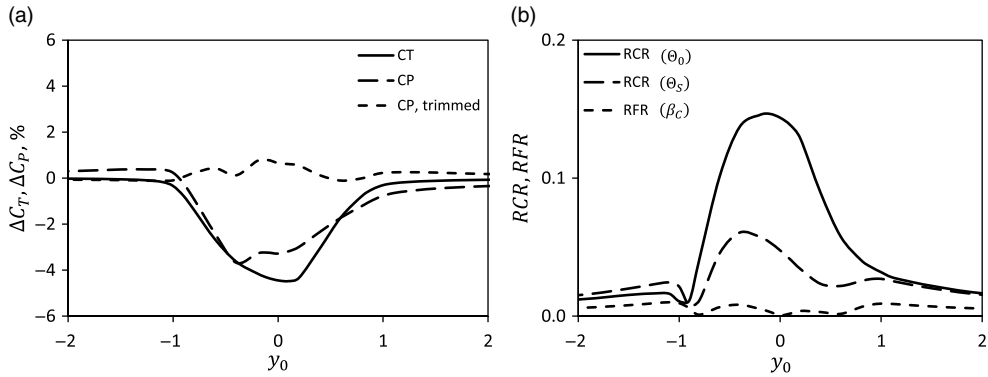 (a)
6
4
2
0
−2
−4
−6
−2
−1
0
1
2
ΔC_T, ΔC_P, %
y_0
CT
CP
CP, trimmed
(b)
0.2
0.1
0.0
−2
−1
0
1
2
RCR, RFR
y_0
RCR (Θ_0)
RCR (Θ_S)
RFR (β_C)